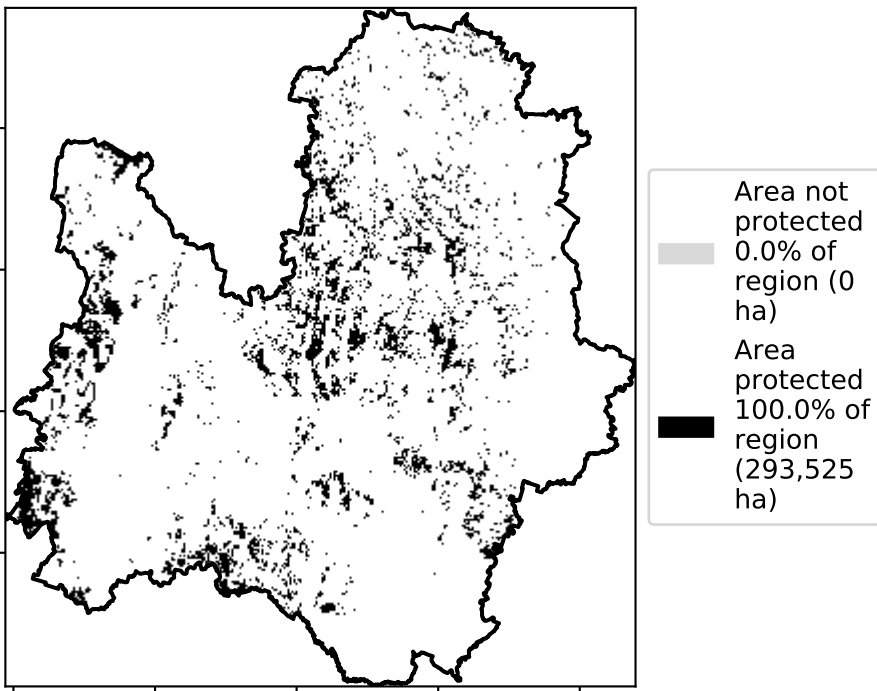 Area not
protected
0.0% of
region (0
ha)
Area
protected
100.0% of
region
(293,525
ha)